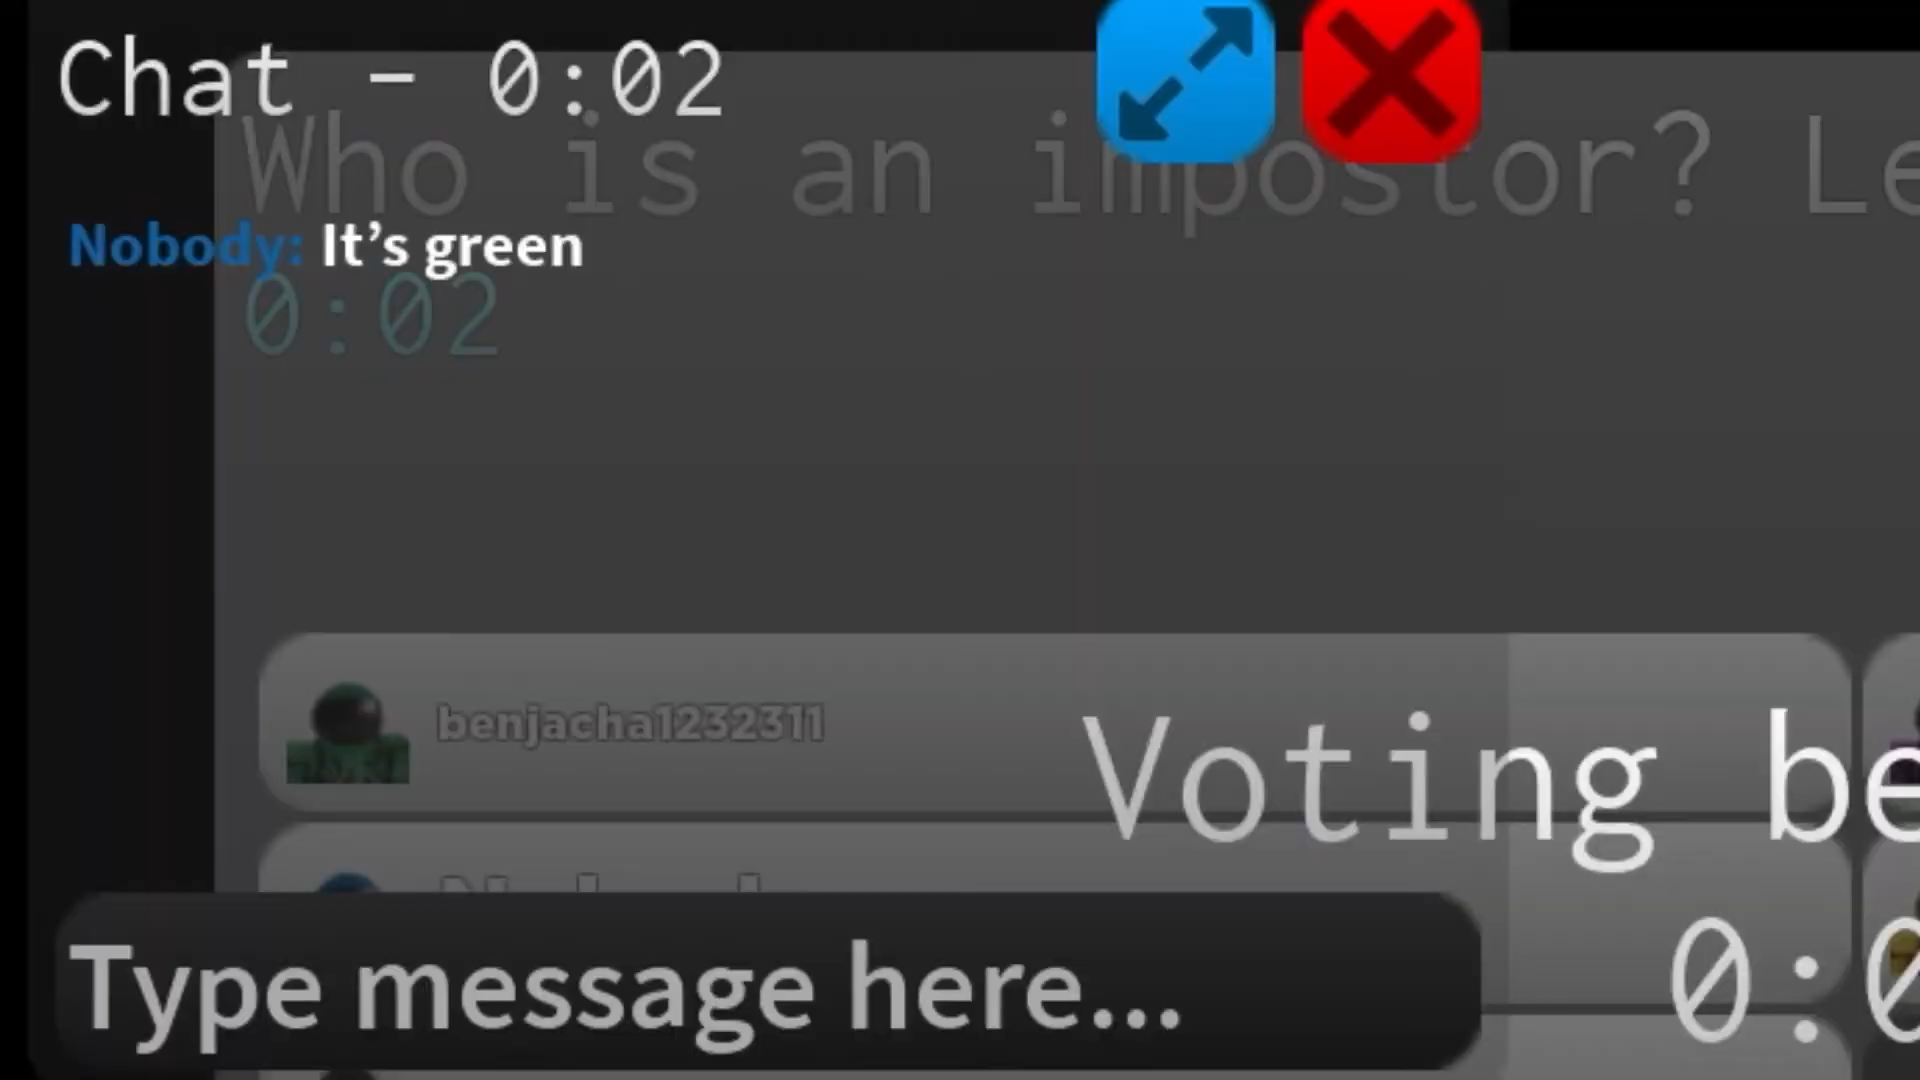 Chat - 0:02
Who is an impostor? Le
Nobody: It's green
0:02
benjacha1232311
Voting be
Nobody
Type message here...
0:0